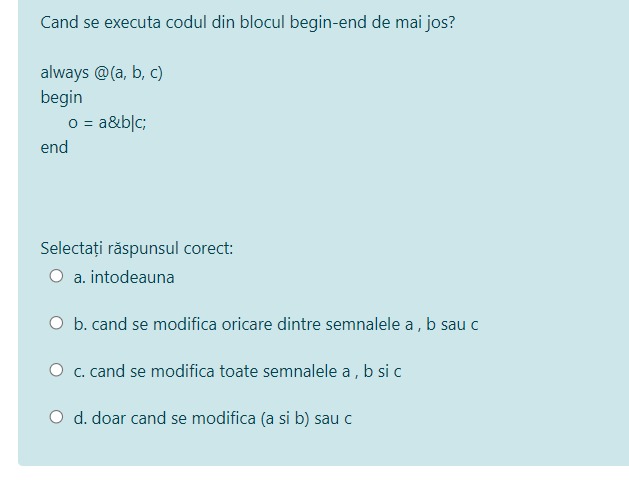 Cand se executa codul din blocul begin-end de mai jos?
always @(a, b, c)
begin
o = a&b|c;
end
Selectați răspunsul corect:
a. intodeauna
b. cand se modifica oricare dintre semnalele a , b sau c
c. cand se modifica toate semnalele a , b si c
d. doar cand se modifica (a si b) sau c